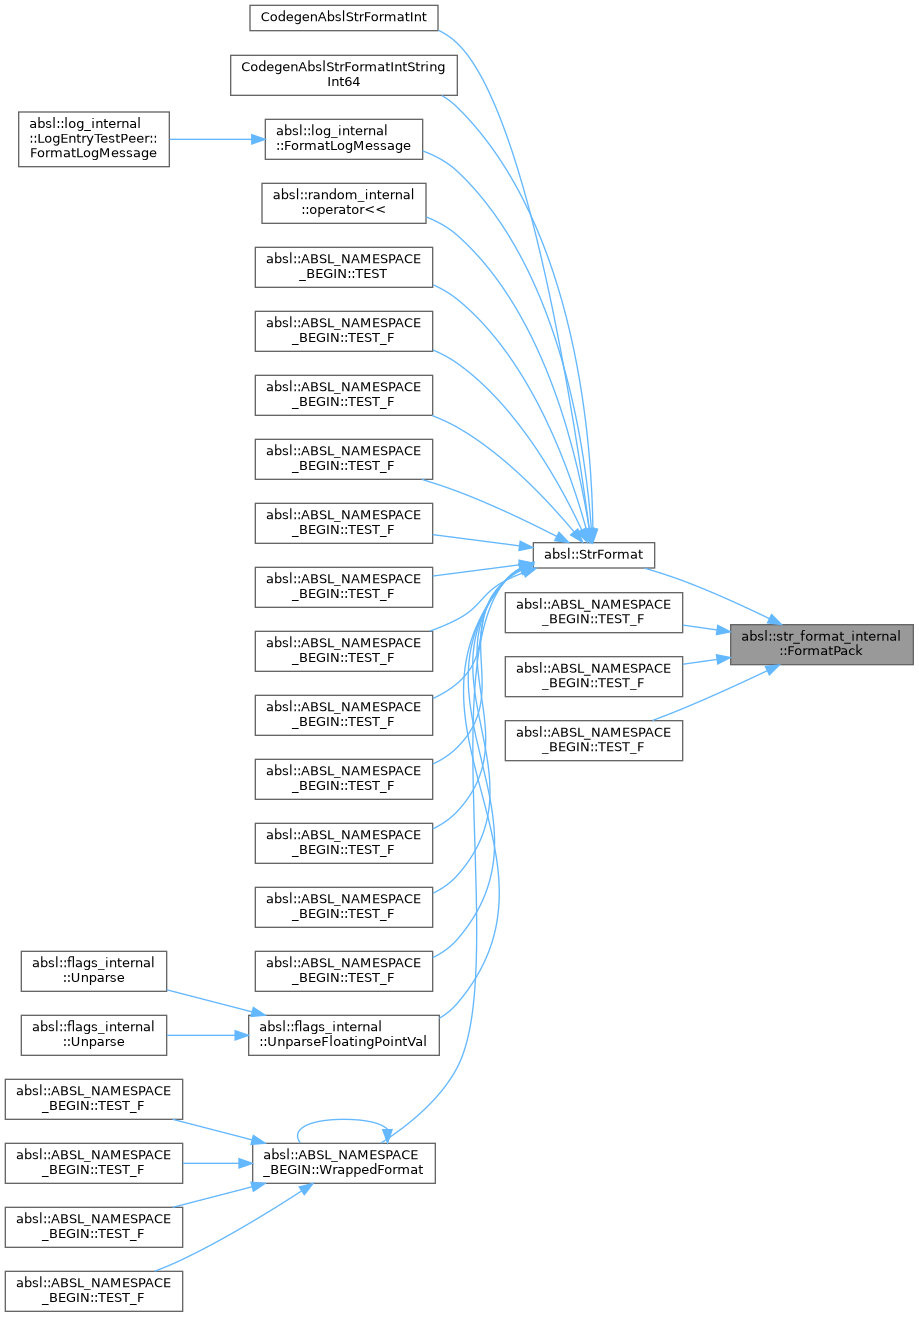 CodegenAbslStrFormatInt
CodegenAbslStrFormatIntString
Int64
absl::log_internal
::LogEntryTestPeer::
FormatLogMessage
absl::log_internal
::FormatLogMessage
absl::random_internal
::operator<<
absl::ABSL_NAMESPACE
_BEGIN::TEST
absl::ABSL_NAMESPACE
_BEGIN::TEST_F
absl::ABSL_NAMESPACE
_BEGIN::TEST_F
absl::ABSL_NAMESPACE
_BEGIN::TEST_F
absl::ABSL_NAMESPACE
_BEGIN::TEST_F
absl::StrFormat
absl::ABSL_NAMESPACE
_BEGIN::TEST_F
absl::ABSL_NAMESPACE
_BEGIN::TEST_F
absl::str_format_internal
::FormatPack
absl::ABSL_NAMESPACE
_BEGIN::TEST_F
absl::ABSL_NAMESPACE
_BEGIN::TEST_F
absl::ABSL_NAMESPACE
_BEGIN::TEST_F
absl::ABSL_NAMESPACE
_BEGIN::TEST_F
absl::ABSL_NAMESPACE
_BEGIN::TEST_F
absl::ABSL_NAMESPACE
_BEGIN::TEST_F
absl::ABSL_NAMESPACE
_BEGIN::TEST_F
absl::ABSL_NAMESPACE
_BEGIN::TEST_F
absl::flags_internal
::Unparse
absl::flags_internal
::Unparse
absl::flags_internal
::UnparseFloatingPointVal
absl::ABSL_NAMESPACE
_BEGIN::TEST_F
absl::ABSL_NAMESPACE
_BEGIN::TEST_F
absl::ABSL_NAMESPACE
_BEGIN::WrappedFormat
absl::ABSL_NAMESPACE
_BEGIN::TEST_F
absl::ABSL_NAMESPACE
_BEGIN::TEST_F